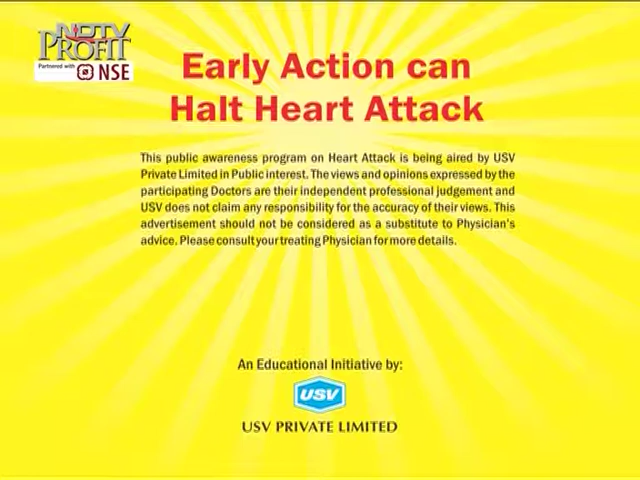 NDTV
PROFIT
Partnered with NSE
Early Action can
Halt Heart Attack
This public awareness program on Heart Attack is being aired by USV
Private Limited in Public interest. The views and opinions expressed by the
participating Doctors are their independent professional judgement and
USV does not claim any responsibility for the accuracy of their views. This
advertisement should not be considered as a substitute to Physician's
advice. Please consult your treating Physician for more details.
An Educational Initiative by:
USV
USV PRIVATE LIMITED